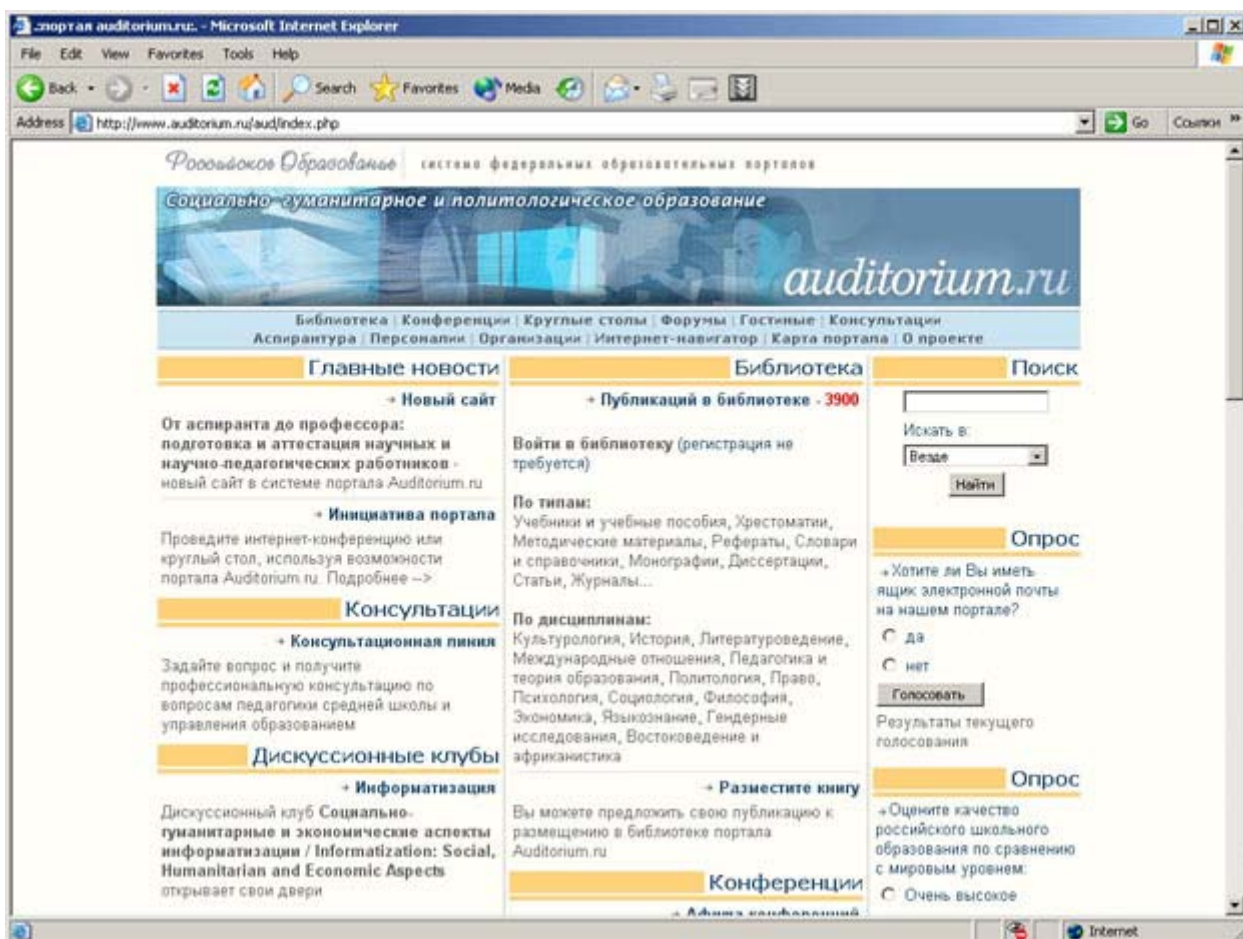 .:портал auditorium.ru:. - Microsoft Internet Explorer
File Edit View Favorites Tools Help
Back Search Favorites Media
Address http://www.auditorium.ru/aud/index.php Go Ссылки
Российское Образование система федеральных образовательных порталов
Социально-гуманитарное и политологическое образование
auditorium.ru
Библиотека | Конференции | Круглые столы | Форумы | Гостиные | Консультации
Аспирантура | Персоналии | Организации | Интернет-навигатор | Карта портала | О проекте
Главные новости
Новый сайт
От аспиранта до профессора:
подготовка и аттестация научных и
научно-педагогических работников -
новый сайт в системе портала Auditorium.ru
Инициатива портала
Проведите интернет-конференцию или
круглый стол, используя возможности
портала Auditorium.ru. Подробнее -->
Консультации
Консультационная линия
Задайте вопрос и получите
профессиональную консультацию по
вопросам педагогики средней школы и
управления образованием
Дискуссионные клубы
Информатизация
Дискуссионный клуб Социально-
гуманитарные и экономические аспекты
информатизации / Informatization: Social,
Humanitarian and Economic Aspects
открывает свои двери
Библиотека
Публикаций в библиотеке - 3900
Войти в библиотеку (регистрация не
требуется)
По типам:
Учебники и учебные пособия, Хрестоматии,
Методические материалы, Рефераты, Словари
и справочники, Монографии, Диссертации,
Статьи, Журналы...
По дисциплинам:
Культурология, История, Литературоведение,
Международные отношения, Педагогика и
теория образования, Политология, Право,
Психология, Социология, Философия,
Экономика, Языкознание, Гендерные
исследования, Востоковедение и
африканистика
Разместите книгу
Вы можете предложить свою публикацию к
размещению в библиотеке портала
Auditorium.ru
Конференции
Афиша конференций
Поиск
Искать в:
Везде
Найти
Опрос
Хотите ли Вы иметь
ящик электронной почты
на нашем портале?
да
нет
Голосовать
Результаты текущего
голосования
Опрос
Оцените качество
российского школьного
образования по сравнению
с мировым уровнем:
Очень высокое
Internet